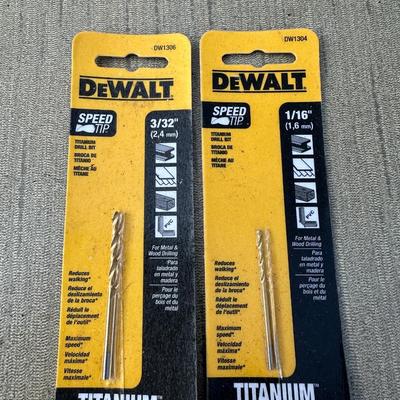 DW1306
DEWALT
SPEED
TIP
3/32"
(2,4 mm)
TITANIUM
DRILL BIT
BROCA DE
TITANIO
MÈCHE AU
TITANE
PVC
For Metal &
Wood Drilling
Para
taladrado
en metal y
madera
Pour le
perçage du
bois et du
métal
Reduces
walking*
Reduce el
deslizamiento
de la broca*
Réduit le
déplacement
de l'outil*
Maximum
speed*
Velocidad
máxima*
Vitesse
maximale*
TITANIUM
DW1304
DEWALT
SPEED
TIP
1/16"
(1,6 mm)
TITANIUM
DRILL BIT
BROCA DE
TITANIO
MÈCHE AU
TITANE
PVC
For Metal &
Wood Drilling
Para
taladrado en
metal y madera
Pour le
perçage du
bois et du
métal
Reduces
walking*
Reduce el
deslizamiento
de la broca*
Réduit le
déplacement
de l'outil*
Maximum
speed*
Velocidad
máxima*
Vitesse
maximale*
TITANIUM